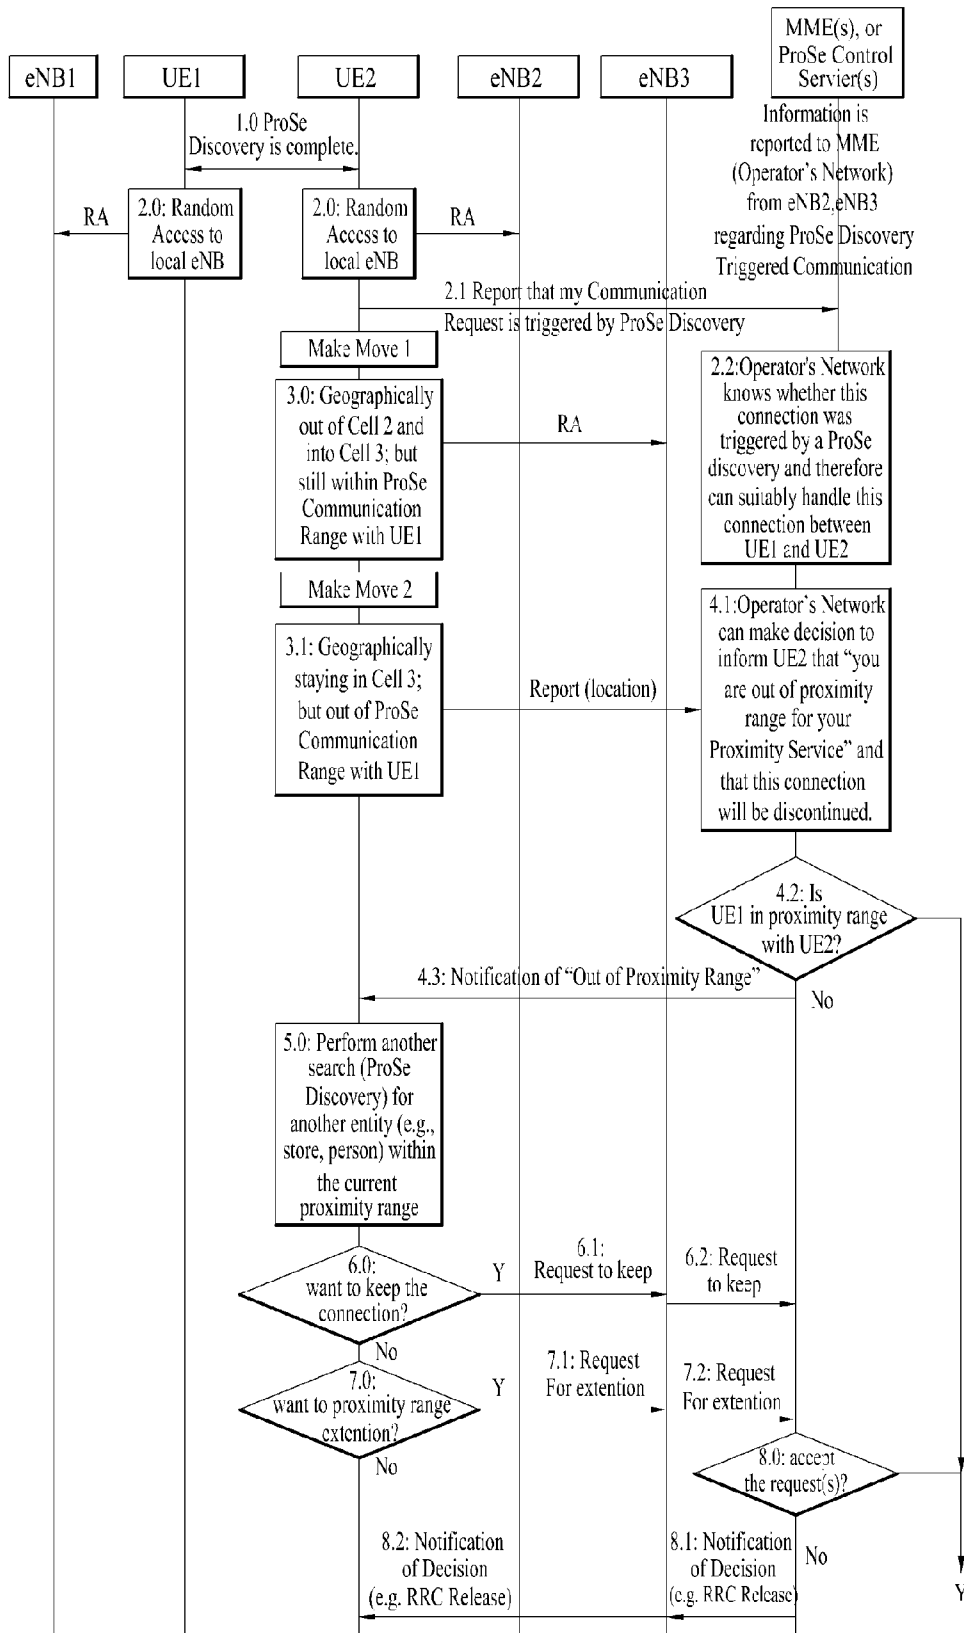 MME(s), or
ProSe Control
Servier(s)
eNB1
UE1
UE2
eNB2
eNB3
1.0 ProSe
Discovery is complete.
Information is
reported to MME
(Operator's Network)
from eNB2,eNB3
regarding ProSe Discovery
Triggered Communication
RA
2.0: Random
Access to
local eNB
2.0: Random
Access to
local eNB
RA
2.1 Report that my Communication
Request is triggered by ProSe Discovery
Make Move 1
2.2:Operator's Network
knows whether this
connection was
triggered by a ProSe
discovery and therefore
can suitably handle this
connection between
UE1 and UE2
3.0: Geographically
out of Cell 2 and
into Cell 3; but
still within ProSe
Communication
Range with UE1
RA
Make Move 2
4.1:Operator's Network
can make decision to
inform UE2 that “you
are out of proximity
range for your
Proximity Service” and
that this connection
will be discontinued.
3.1: Geographically
staying in Cell 3;
but out of ProSe
Communication
Range with UE1
Report (location)
4.2: Is
UE1 in proximity range
with UE2?
4.3: Notification of “Out of Proximity Range”
No
5.0: Perform another
search (ProSe
Discovery) for
another entity (e.g.,
store, person) within
the current
proximity range
6.0:
want to keep the
connection?
Y
6.1:
Request to keep
6.2: Request
to keep
No
7.0:
want to proximity range
extention?
Y
7.1: Request
For extention
7.2: Request
For extention
No
8.0: accept
the request(s)?
8.2: Notification
of Decision
(e.g. RRC Release)
8.1: Notification
of Decision
(e.g. RRC Release)
No
Y